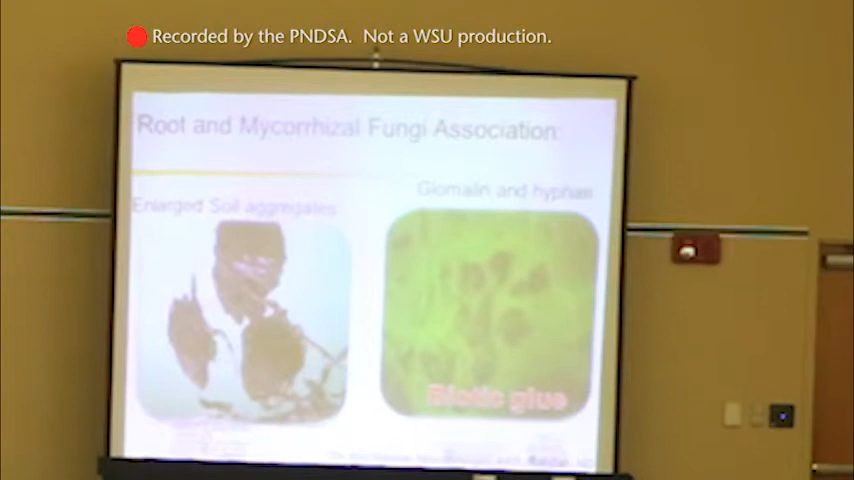 Recorded by the PNDSA. Not a WSU production.
Root and Mycorrhizal Fungi Association:
Glomalin and hyphae
Enlarged Soil aggregates
Biotic glue